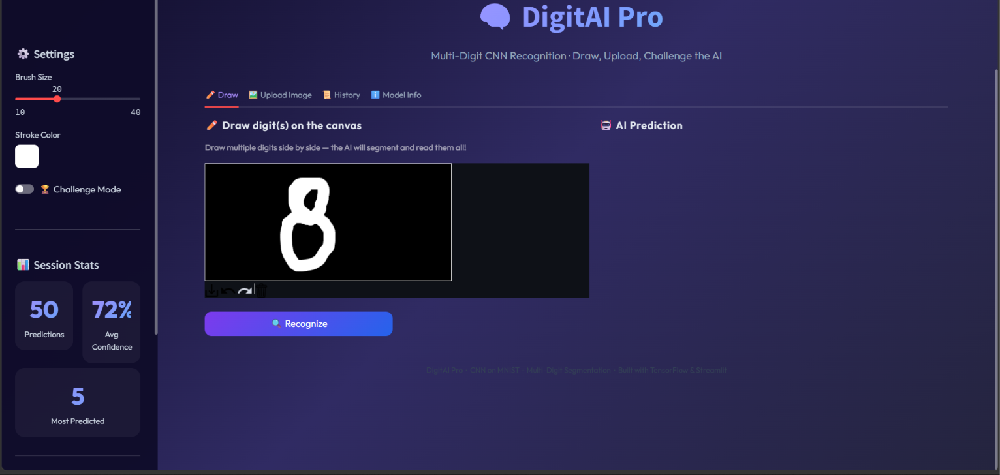 DigitAI Pro
Multi-Digit CNN Recognition · Draw, Upload, Challenge the AI
Settings
Brush Size
20
10 40
Stroke Color
Challenge Mode
Session Stats
50
Predictions
72%
Avg
Confidence
5
Most Predicted
Draw Upload Image History Model Info
Draw digit(s) on the canvas
Draw multiple digits side by side — the AI will segment and read them all!
8
Recognize
AI Prediction
DigitAI Pro · CNN on MNIST · Multi-Digit Segmentation · Built with TensorFlow & Streamlit